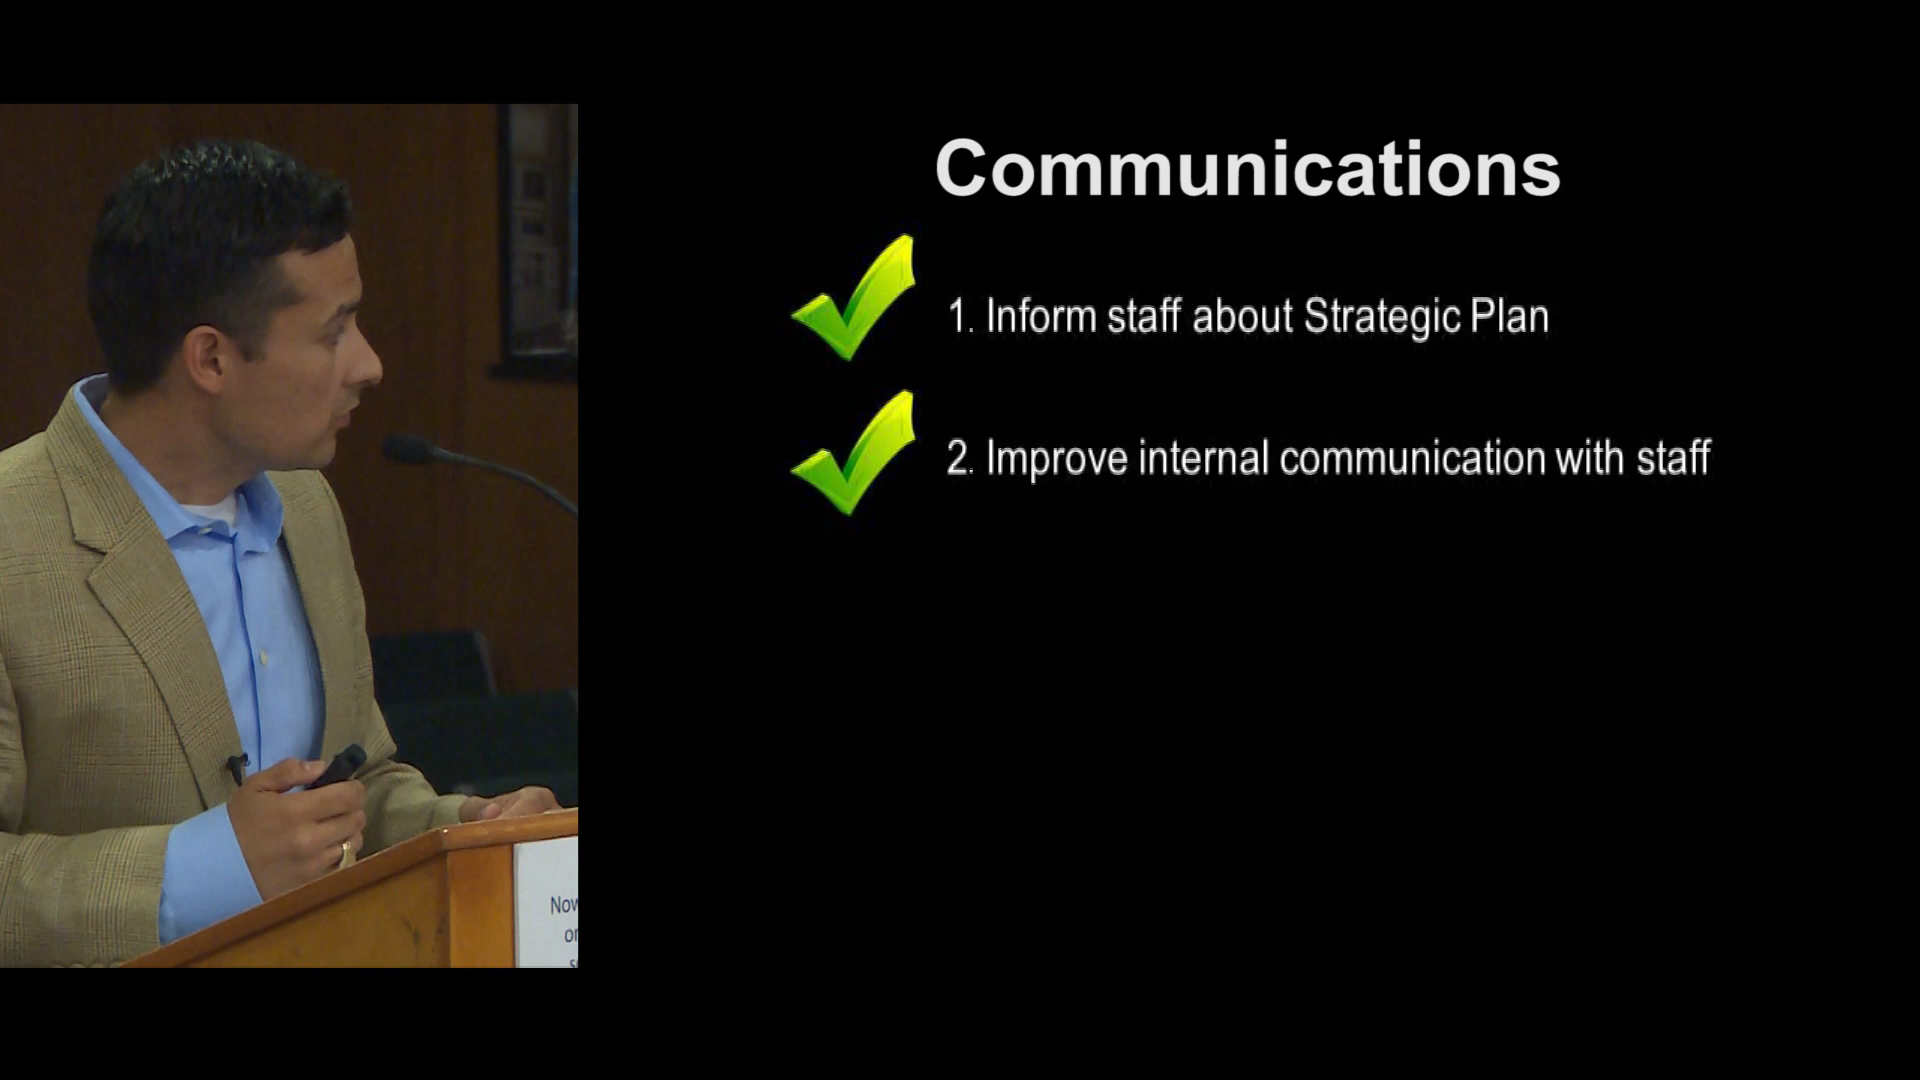 Communications
1. Inform staff about Strategic Plan
2. Improve internal communication with staff